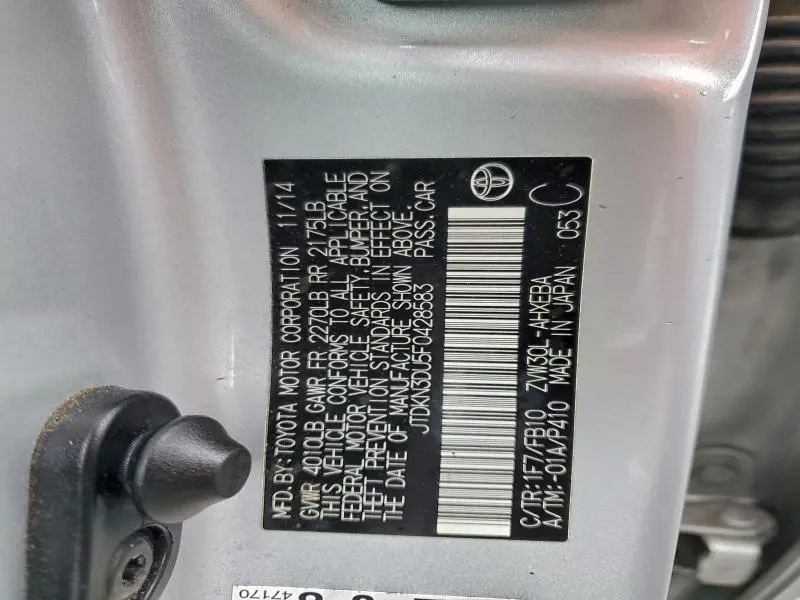 MFD.BY:TOYOTA MOTOR CORPORATION 11/14
GVWR 4010LB GAWR FR 2270LB RR 2175LB
THIS VEHICLE CONFORMS TO ALL APPLICABLE
FEDERAL MOTOR VEHICLE SAFETY,BUMPER,AND
THEFT PREVENTION STANDARDS IN EFFECT ON
THE DATE OF MANUFACTURE SHOWN ABOVE.
JTDKN3DU5F0428583 PASS.CAR
C/TR:1F7/FB10 ZVW30L-AHXEBA
A/TM:-01A/P410 MADE IN JAPAN 053 C
47170